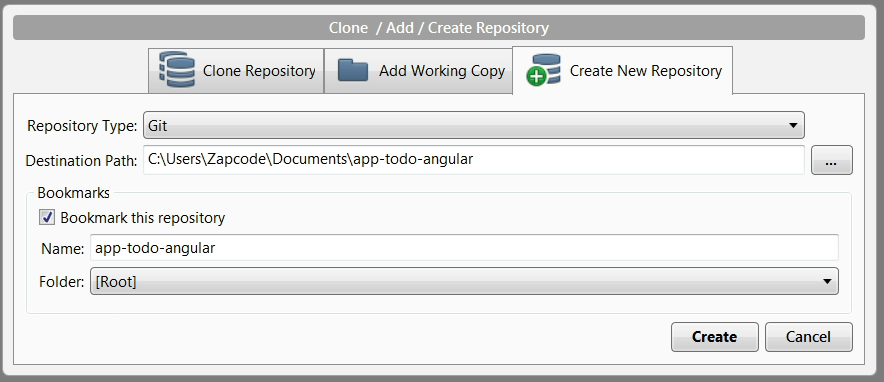 Clone / Add / Create Repository
Clone Repository
Add Working Copy
Create New Repository
Repository Type: Git
Destination Path: C:\Users\Zapcode\Documents\app-todo-angular ...
Bookmarks
Bookmark this repository
Name: app-todo-angular
Folder: [Root]
Create
Cancel